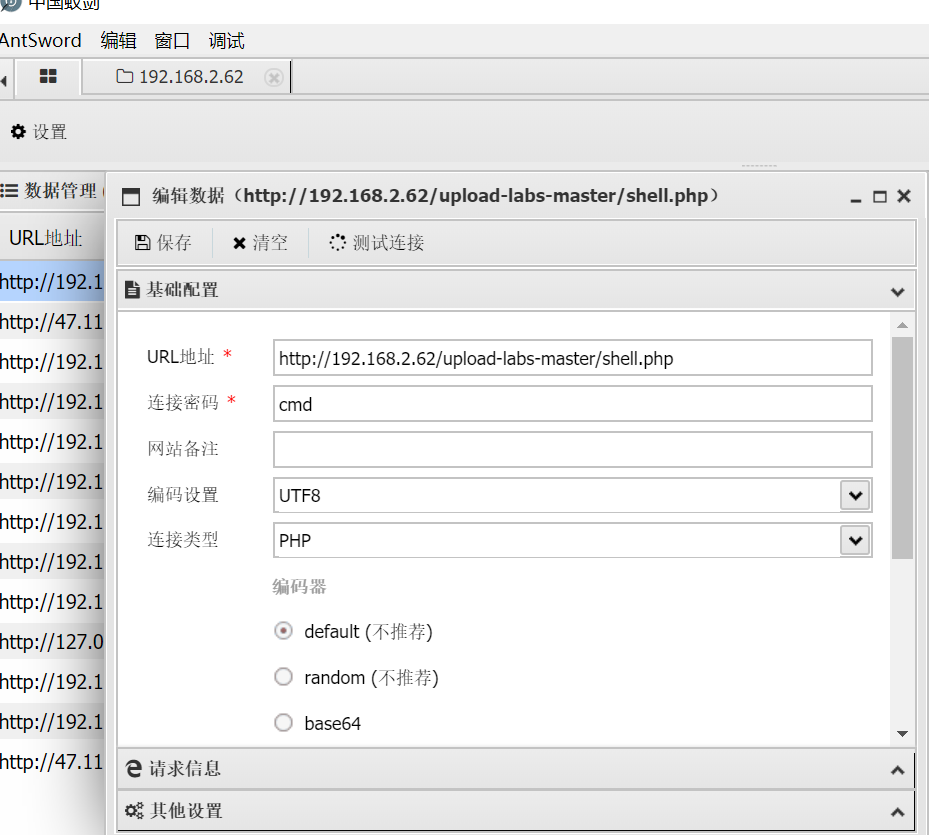 中国蚁剑
AntSword 编辑 窗口 调试
192.168.2.62
设置
数据管理 (
URL地址
http://192.1
http://47.11
http://192.1
http://192.1
http://192.1
http://192.1
http://192.1
http://192.1
http://192.1
http://127.0
http://192.1
http://192.1
http://47.11
编辑数据（http://192.168.2.62/upload-labs-master/shell.php）
保存 清空 测试连接
基础配置
URL地址 * http://192.168.2.62/upload-labs-master/shell.php
连接密码 * cmd
网站备注
编码设置 UTF8
连接类型 PHP
编码器
default (不推荐)
random (不推荐)
base64
请求信息
其他设置